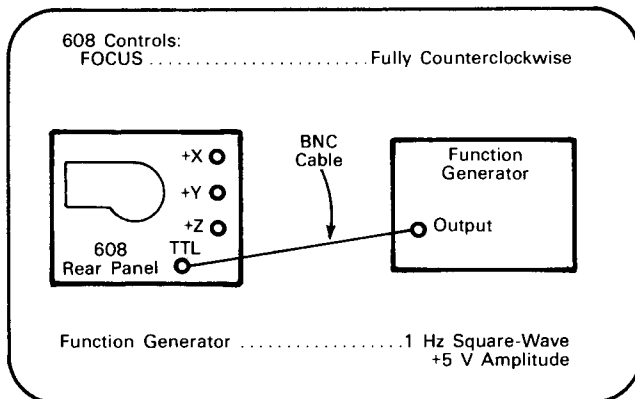 608 Controls:
FOCUS ........................ Fully Counterclockwise
+X
+Y
+Z
TTL
608
Rear Panel
BNC
Cable
Function
Generator
Output
Function Generator ..................1 Hz Square-Wave
+5 V Amplitude